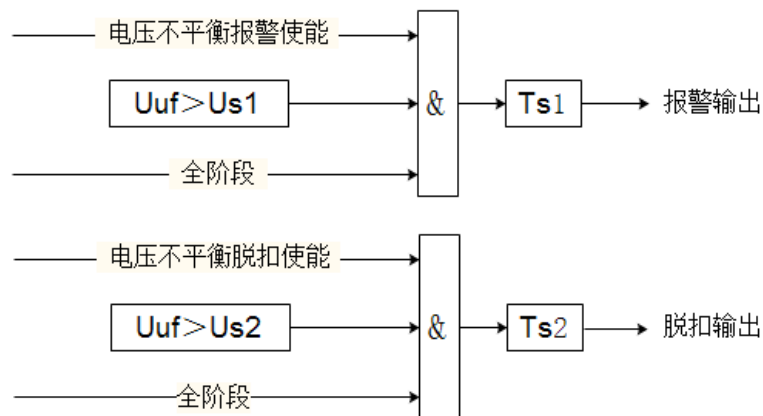 电压不平衡报警使能
Uuf＞Us1
&
Ts1
报警输出
全阶段
电压不平衡脱扣使能
Uuf＞Us2
&
Ts2
脱扣输出
全阶段